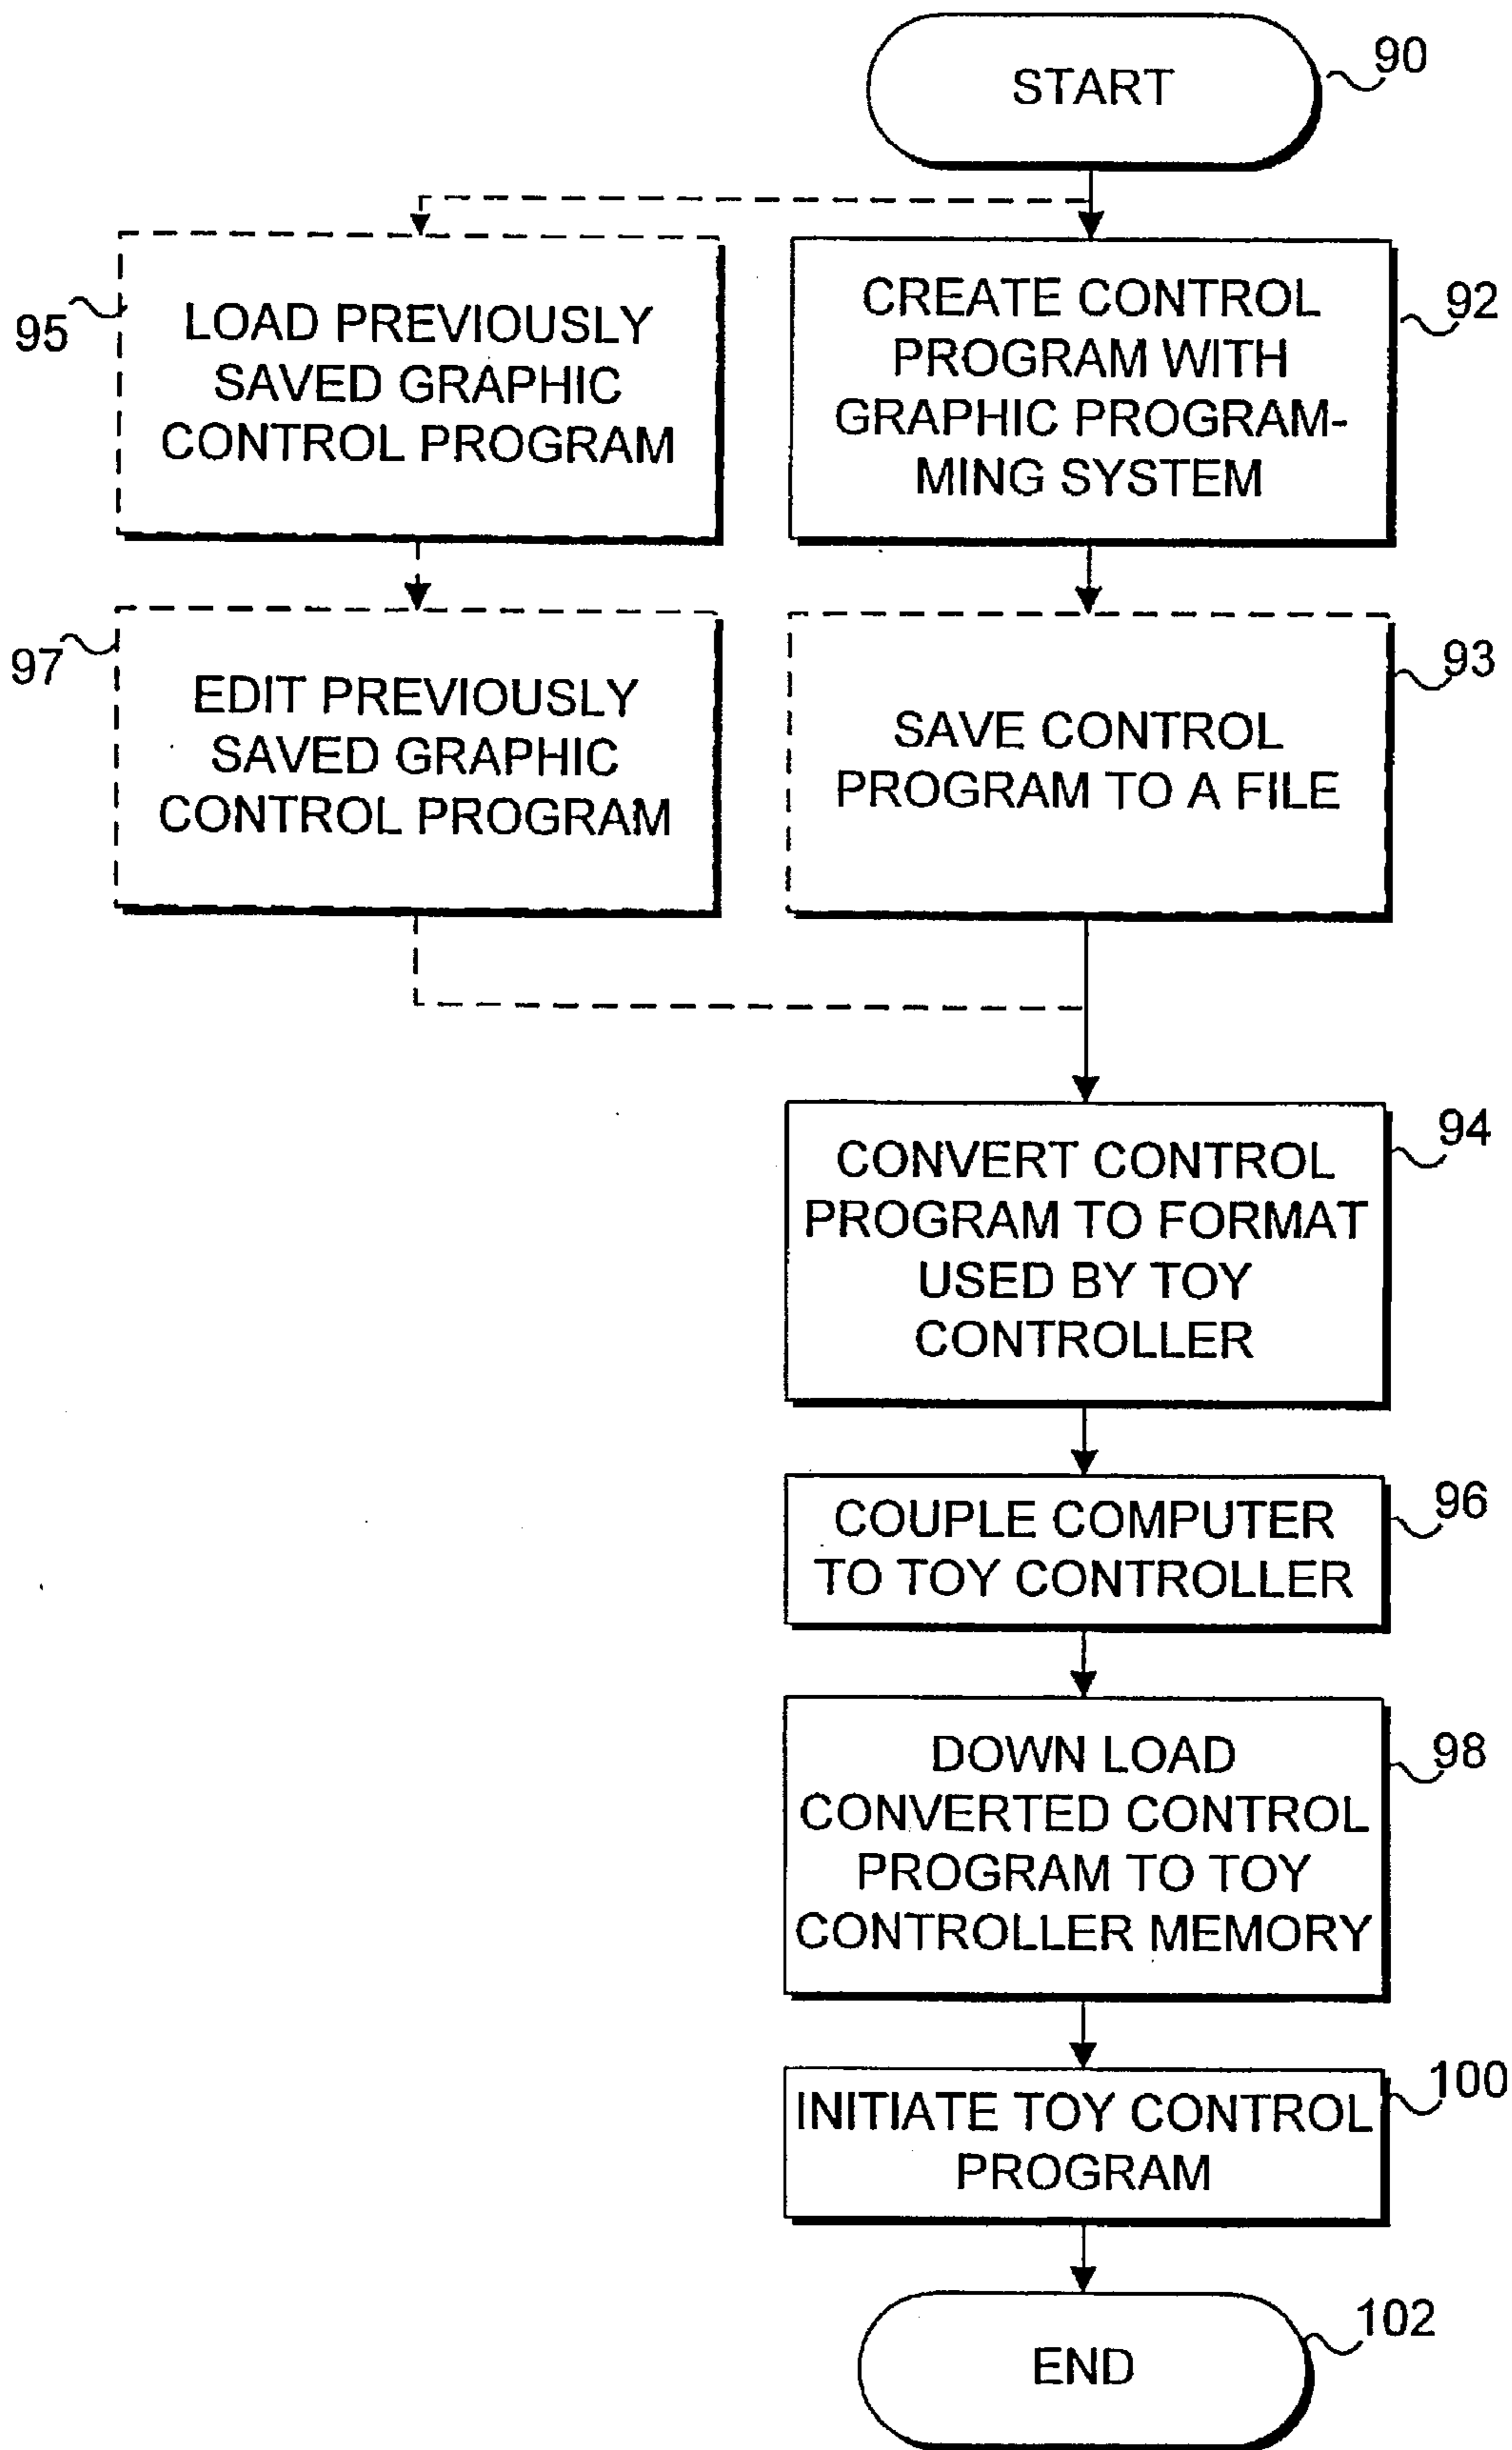 START
90
LOAD PREVIOUSLY
SAVED GRAPHIC
CONTROL PROGRAM
95
CREATE CONTROL
PROGRAM WITH
GRAPHIC PROGRAM-
MING SYSTEM
92
EDIT PREVIOUSLY
SAVED GRAPHIC
CONTROL PROGRAM
97
SAVE CONTROL
PROGRAM TO A FILE
93
CONVERT CONTROL
PROGRAM TO FORMAT
USED BY TOY
CONTROLLER
94
COUPLE COMPUTER
TO TOY CONTROLLER
96
DOWN LOAD
CONVERTED CONTROL
PROGRAM TO TOY
CONTROLLER MEMORY
98
INITIATE TOY CONTROL
PROGRAM
100
END
102